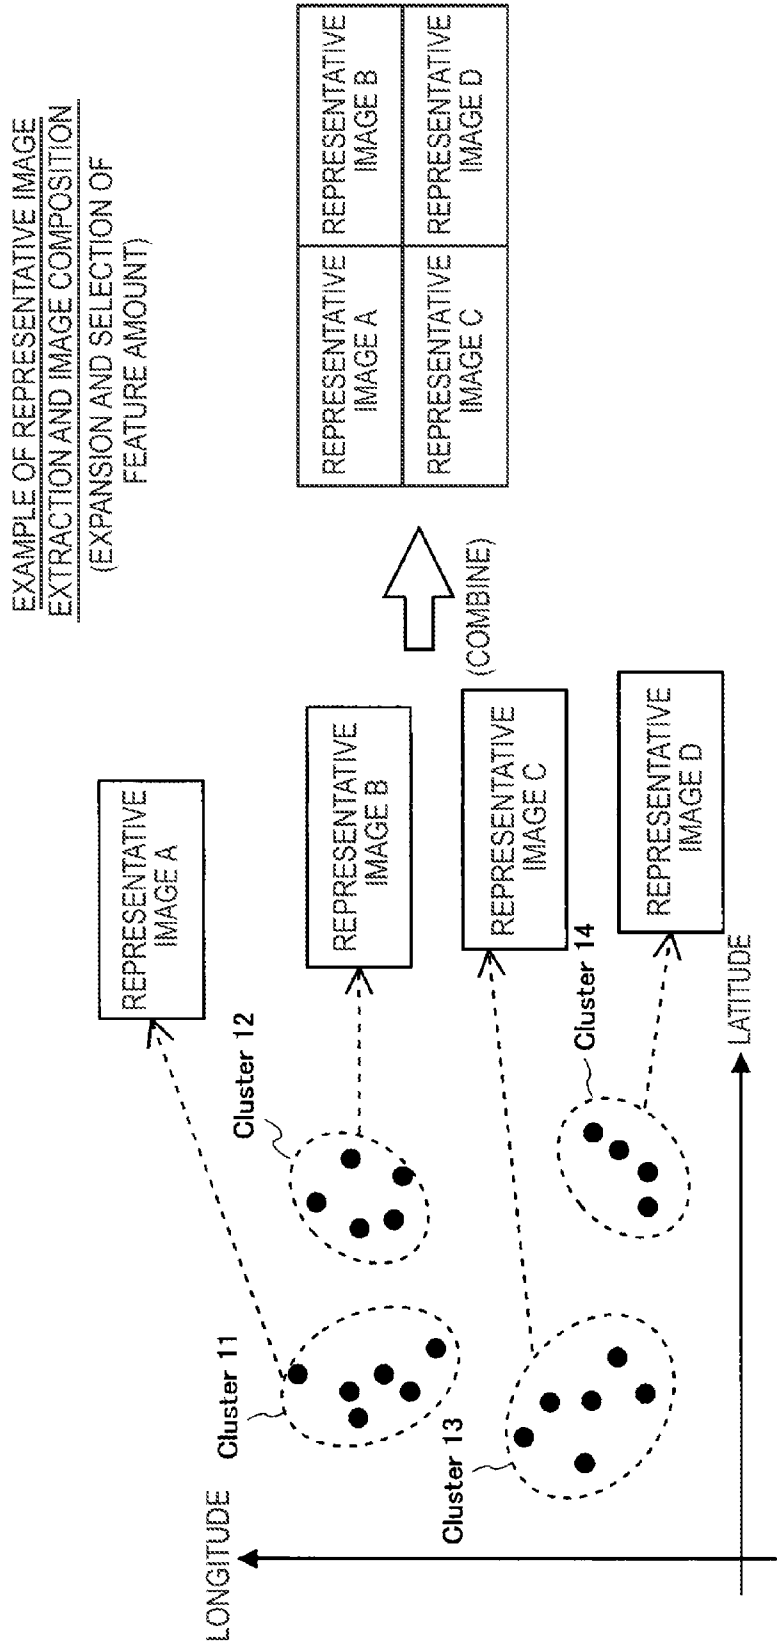 EXAMPLE OF REPRESENTATIVE IMAGE
EXTRACTION AND IMAGE COMPOSITION
(EXPANSION AND SELECTION OF
FEATURE AMOUNT)
LONGITUDE
Cluster 11
Cluster 12
Cluster 13
Cluster 14
LATITUDE
REPRESENTATIVE
IMAGE A
REPRESENTATIVE
IMAGE B
REPRESENTATIVE
IMAGE C
REPRESENTATIVE
IMAGE D
(COMBINE)
REPRESENTATIVE
IMAGE A
REPRESENTATIVE
IMAGE B
REPRESENTATIVE
IMAGE C
REPRESENTATIVE
IMAGE D